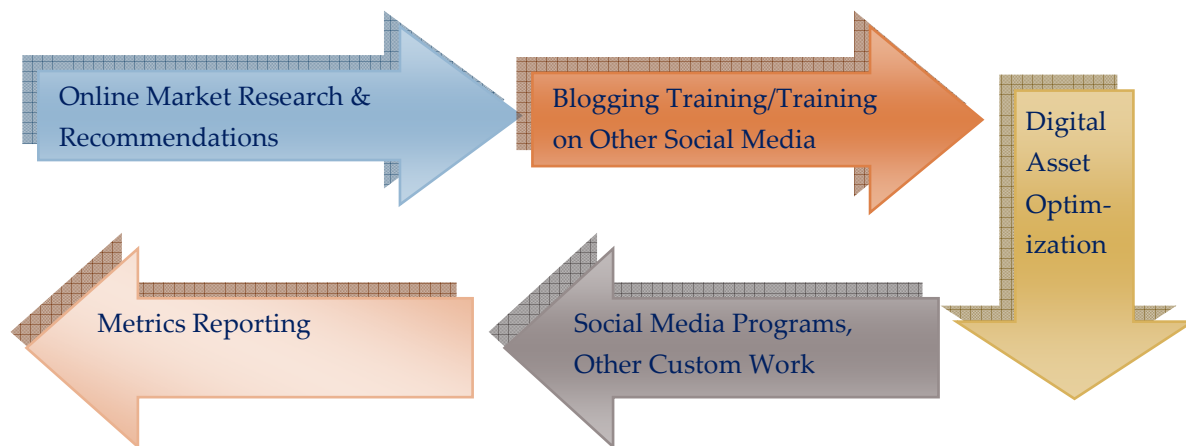 Online Market Research &
Recommendations
Blogging Training/Training
on Other Social Media
Digital
Asset
Optim-
ization
Social Media Programs,
Other Custom Work
Metrics Reporting